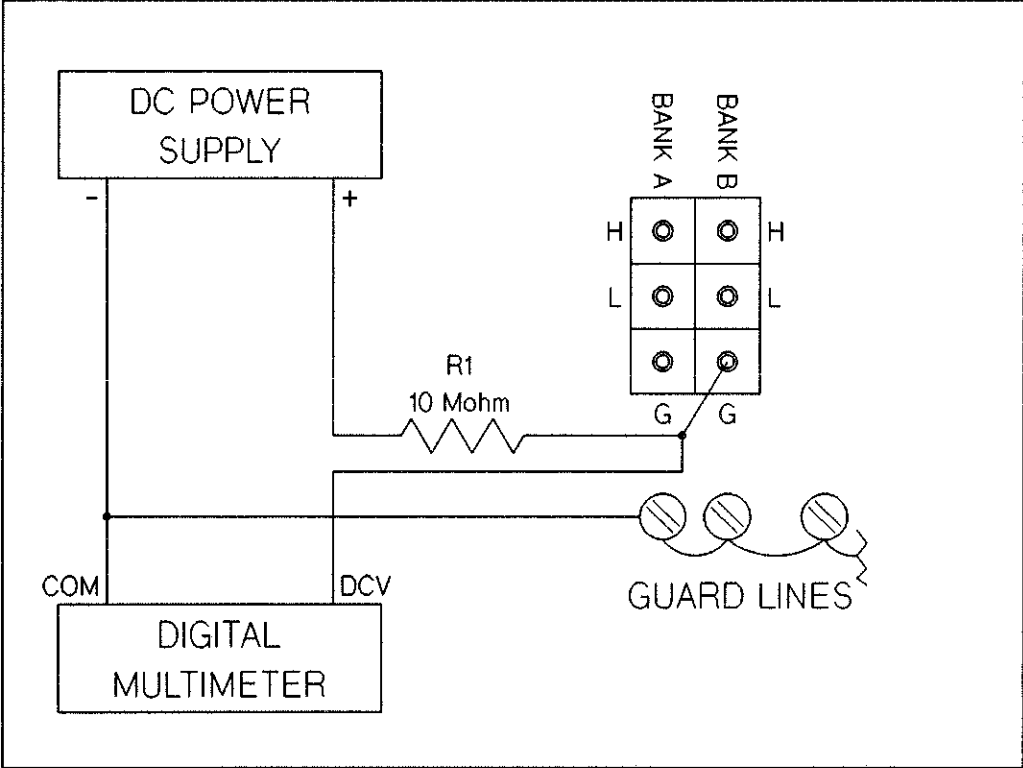 DC POWER
SUPPLY
- +
BANK A
BANK B
H H
L L
G G
R1
10 Mohm
COM DCV
DIGITAL
MULTIMETER
GUARD LINES